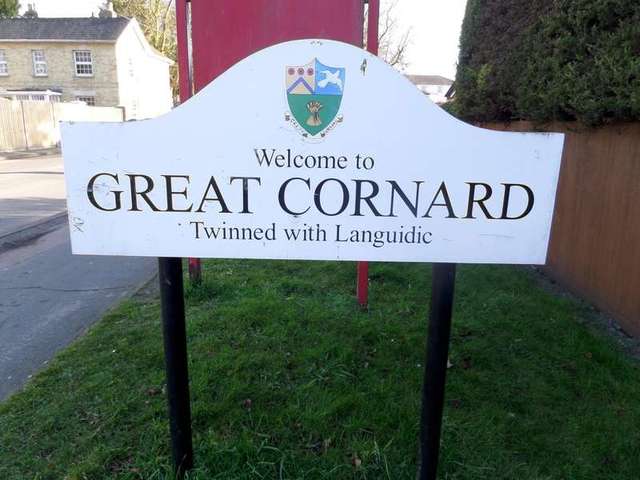 Welcome to
GREAT CORNARD
Twinned with Languidic